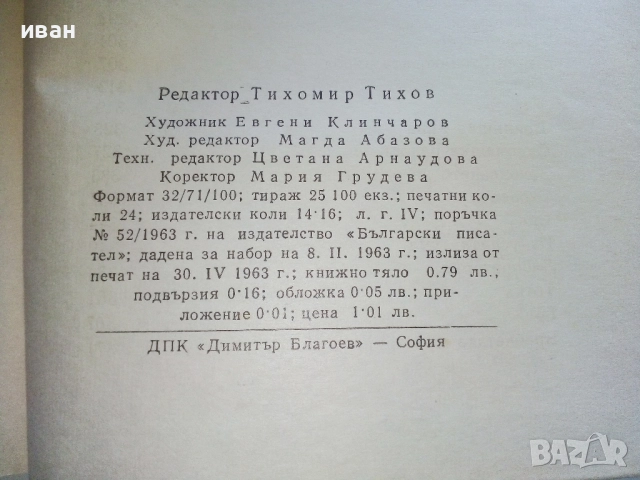 иван
Редактор Тихомир Тихов
Художник Евгени Клинчаров
Худ. редактор Магда Абазова
Техн. редактор Цветана Арнаудова
Коректор Мария Грудева
Формат 32/71/100; тираж 25 100 екз.; печатни ко-
ли 24; издателски коли 14·16; л. г. IV; поръчка
№ 52/1963 г. на издателство «Български писа-
тел»; дадена за набор на 8. II. 1963 г.; излиза от
печат на 30. IV 1963 г.; книжно тяло 0.79 лв.,
подвързия 0·16; обложка 0·05 лв.; при-
ложение 0·01; цена 1·01 лв.
ДПК «Димитър Благоев» — София
BAZAR